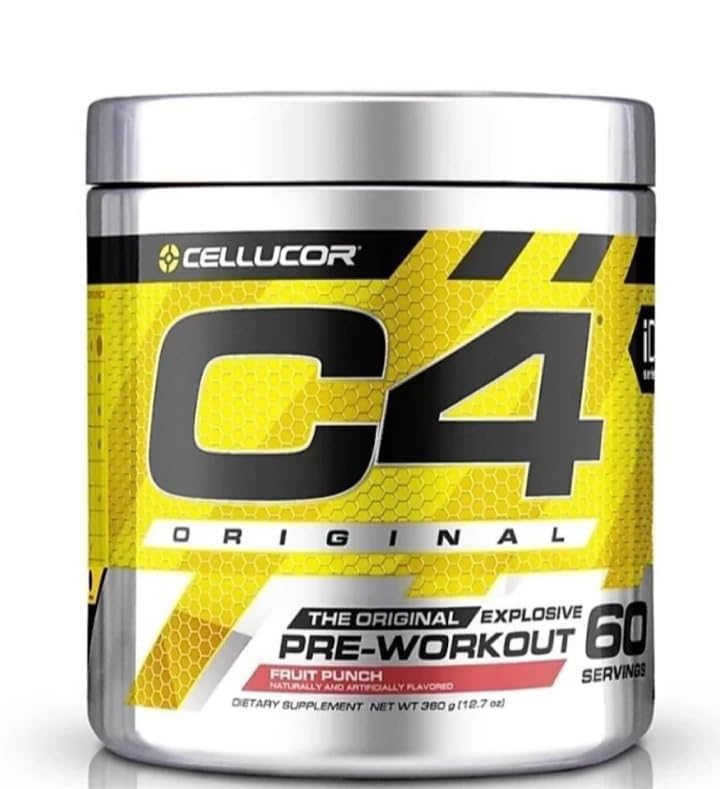 CELLUCOR®
C4®
iD
ORIGINAL
THE ORIGINAL EXPLOSIVE
PRE-WORKOUT 60
SERVINGS
FRUIT PUNCH
NATURALLY AND ARTIFICIALLY FLAVORED
DIETARY SUPPLEMENT NET WT 360 g (12.7 oz)